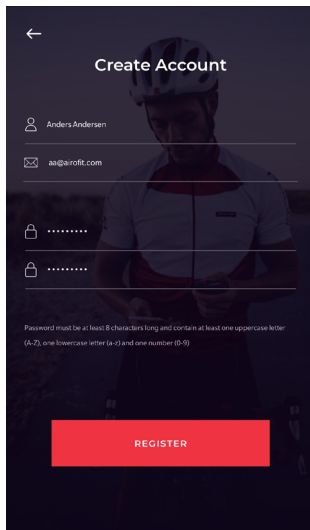 Create Account
Anders Andersen
aa@airofit.com
•••••••••
•••••••••
Password must be at least 8 characters long and contain at least one uppercase letter
(A-Z), one lowercase letter (a-z) and one number (0-9)
REGISTER